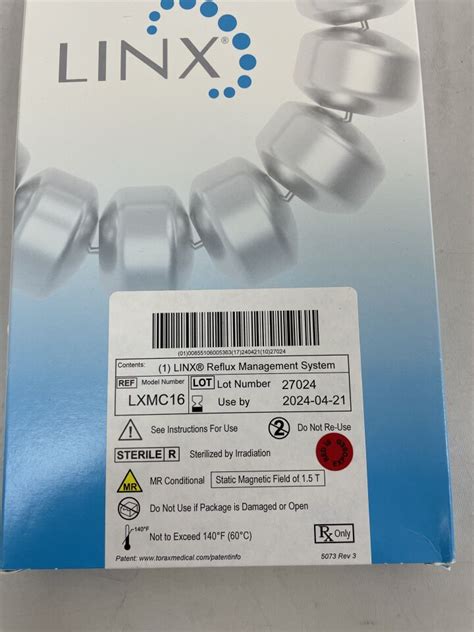 LINX®
(01)00855106005363(17)240421(10)27024
Contents: (1) LINX® Reflux Management System
REF Model Number LOT Lot Number 27024
LXMC16 Use by 2024-04-21
See Instructions For Use 2 Do Not Re-Use
STERILE R Sterilized by Irradiation
MR MR Conditional Static Magnetic Field of 1.5 T
Do Not Use if Package is Damaged or Open
140°F Not to Exceed 140°F (60°C) Rx Only
Patent: www.toraxmedical.com/patentinfo 5073 Rev 3